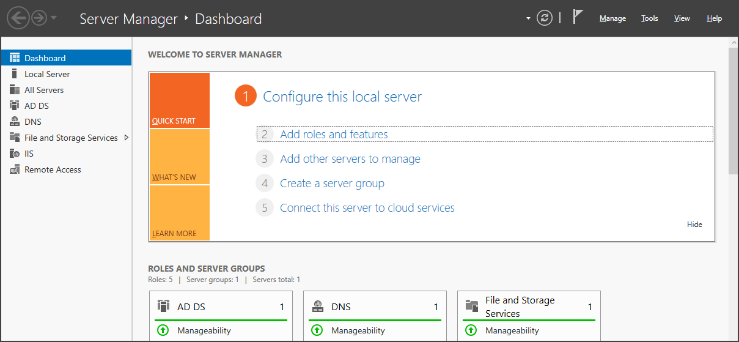 Server Manager ‣ Dashboard
Manage Tools View Help
Dashboard
Local Server
All Servers
AD DS
DNS
File and Storage Services
IIS
Remote Access
WELCOME TO SERVER MANAGER
QUICK START
WHAT'S NEW
LEARN MORE
1 Configure this local server
2 Add roles and features
3 Add other servers to manage
4 Create a server group
5 Connect this server to cloud services
Hide
ROLES AND SERVER GROUPS
Roles: 5 | Server groups: 1 | Servers total: 1
AD DS 1
Manageability
DNS 1
Manageability
File and Storage
Services 1
Manageability